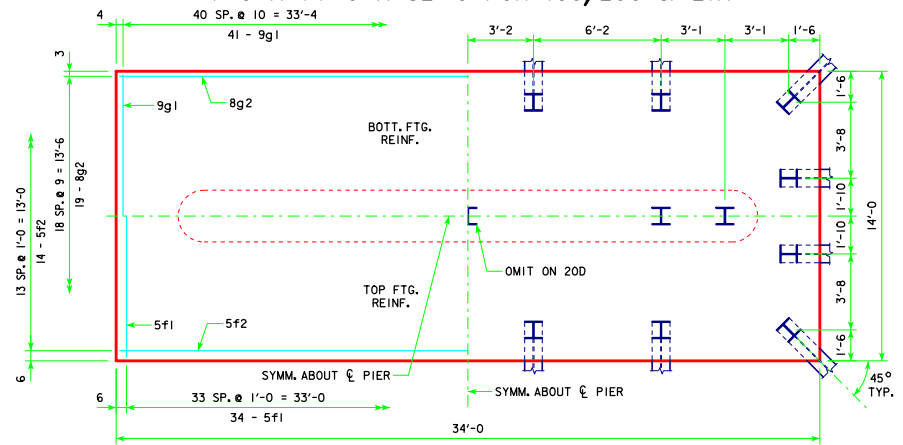 4
40 SP. @ 10 = 33'-4
41 - 9g1
3'-2
6'-2
3'-1
3'-1
1'-6
3
18 SP. @ 9 = 13'-6
19 - 8g2
13 SP. @ 1'-0 = 13'-0
14 - 5f2
6
9g1
8g2
BOTT. FTG.
REINF.
1'-6
3'-8
1'-10
1'-10
3'-8
1'-6
14'-0
OMIT ON 20D
TOP FTG.
REINF.
5f1
5f2
SYMM. ABOUT ℄ PIER
SYMM. ABOUT ℄ PIER
45°
TYP.
6
33 SP. @ 1'-0 = 33'-0
34 - 5f1
34'-0